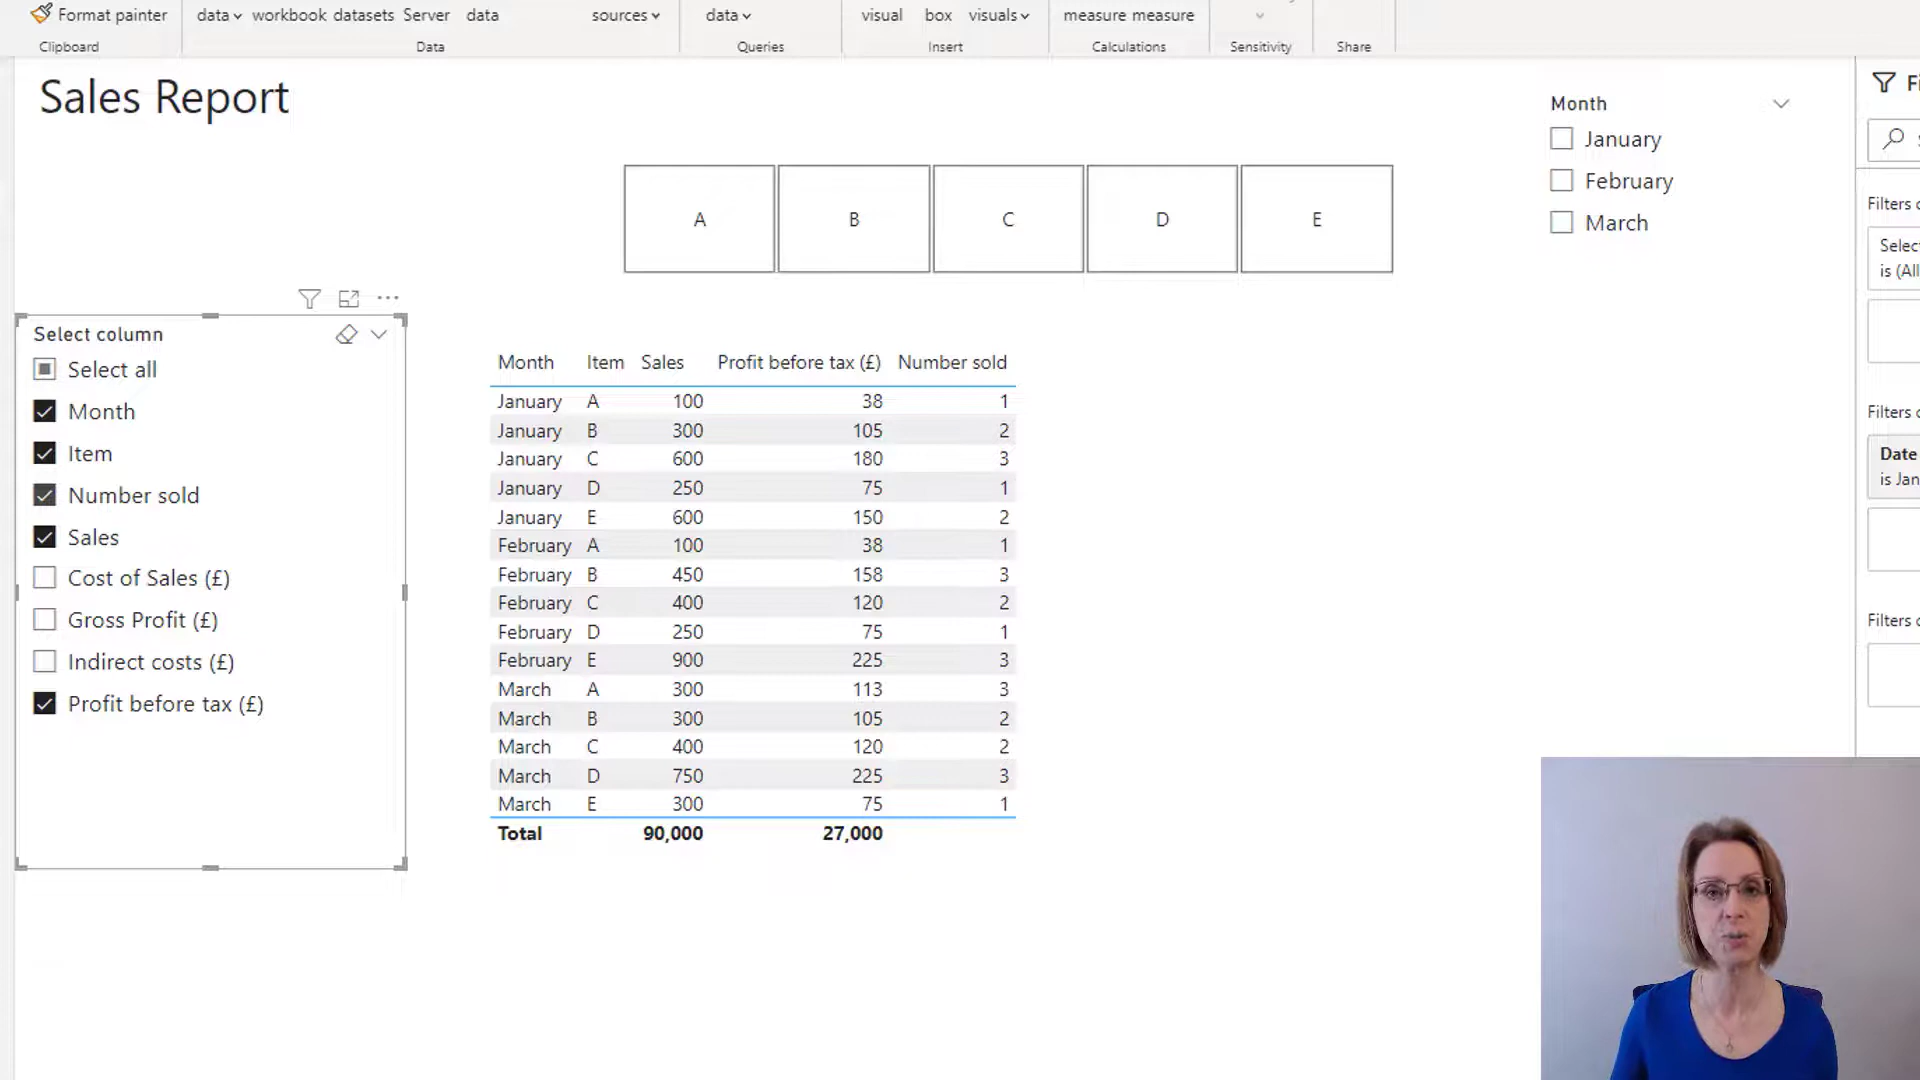 Format painter
data
workbook datasets
Server
data
sources
data
visual
box
visuals
measure measure
Clipboard
Data
Queries
Insert
Calculations
Sensitivity
Share
Sales Report
A
B
C
D
E
Month
January
February
March
Select column
Select all
Month
Item
Number sold
Sales
Cost of Sales (£)
Gross Profit (£)
Indirect costs (£)
Profit before tax (£)
Month Item Sales Profit before tax (£) Number sold
January A 100 38 1
January B 300 105 2
January C 600 180 3
January D 250 75 1
January E 600 150 2
February A 100 38 1
February B 450 158 3
February C 400 120 2
February D 250 75 1
February E 900 225 3
March A 300 113 3
March B 300 105 2
March C 400 120 2
March D 750 225 3
March E 300 75 1
Total 90,000 27,000
Filters
is (All
Filters
Date
is Jan
Filters